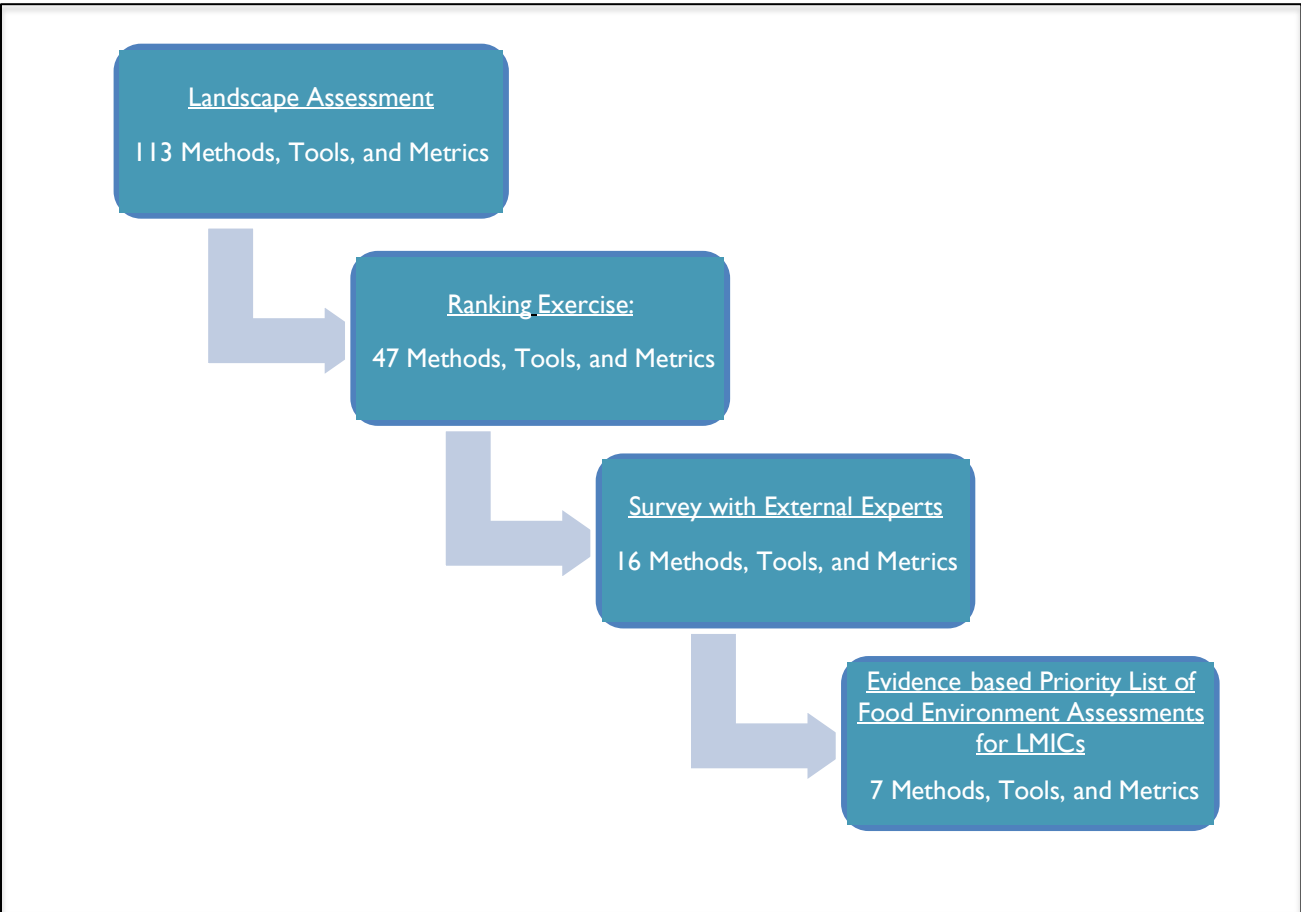 Landscape Assessment
113 Methods, Tools, and Metrics
Ranking Exercise:
47 Methods, Tools, and Metrics
Survey with External Experts
16 Methods, Tools, and Metrics
Evidence based Priority List of
Food Environment Assessments
for LMICs
7 Methods, Tools, and Metrics